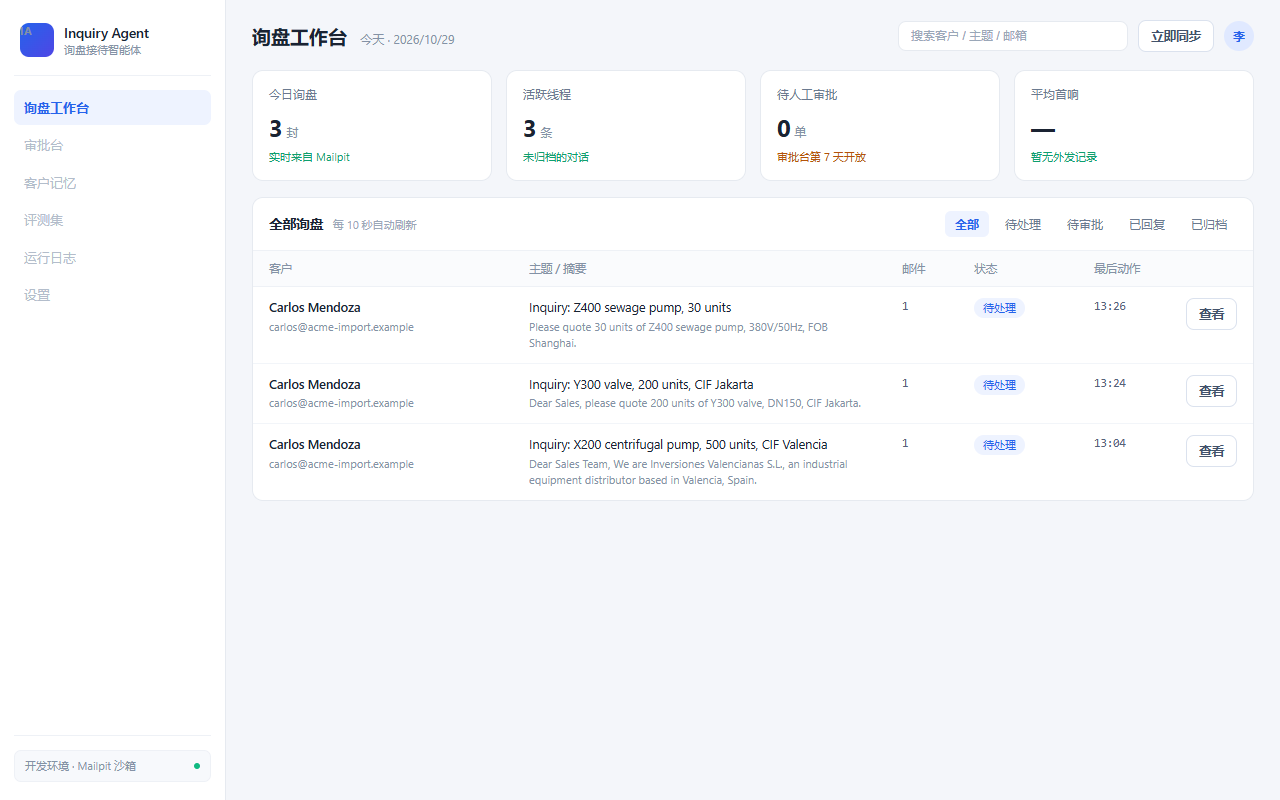 IA
Inquiry Agent
询盘接待智能体
询盘工作台
审批台
客户记忆
评测集
运行日志
设置
开发环境 · Mailpit 沙箱
询盘工作台 今天 · 2026/10/29
搜索客户 / 主题 / 邮箱
立即同步
李
今日询盘
3 封
实时来自 Mailpit
活跃线程
3 条
未归档的对话
待人工审批
0 单
审批台第 7 天开放
平均首响
—
暂无外发记录
全部询盘 每 10 秒自动刷新
全部 待处理 待审批 已回复 已归档
客户 主题 / 摘要 邮件 状态 最后动作
Carlos Mendoza Inquiry: Z400 sewage pump, 30 units 1 待处理 13:26 查看
carlos@acme-import.example Please quote 30 units of Z400 sewage pump, 380V/50Hz, FOB
Shanghai.
Carlos Mendoza Inquiry: Y300 valve, 200 units, CIF Jakarta 1 待处理 13:24 查看
carlos@acme-import.example Dear Sales, please quote 200 units of Y300 valve, DN150, CIF Jakarta.
Carlos Mendoza Inquiry: X200 centrifugal pump, 500 units, CIF Valencia 1 待处理 13:04 查看
carlos@acme-import.example Dear Sales Team, We are Inversiones Valencianas S.L., an industrial
equipment distributor based in Valencia, Spain.